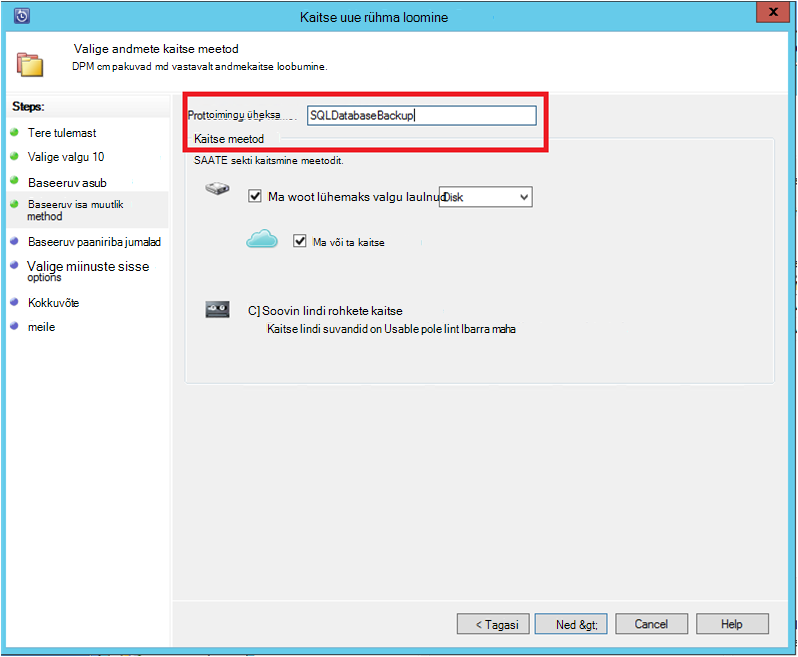 Kaitse uue rühma loomine
x
Valige andmete kaitse meetod
DPM cm pakuvad md vastavalt andmekaitse loobumine.
Steps:
Tere tulemast
Valige valgu 10
Baseeruv asub
Baseeruv isa muutlik
method
Baseeruv paaniriba jumalad
Valige miinuste sisse
options
Kokkuvõte
meile
Prottoimingu üheksa
SQLDatabaseBackup
Kaitse meetod
SAATE sekti kaitsmine meetodit.
Ma woot lühemaks valgu laulnud
Disk
Ma või ta kaitse
C] Soovin lindi rohkete kaitse
Kaitse lindi suvandid on Usable pole lint Ibarra maha
< Tagasi
Ned &gt;
Cancel
Help